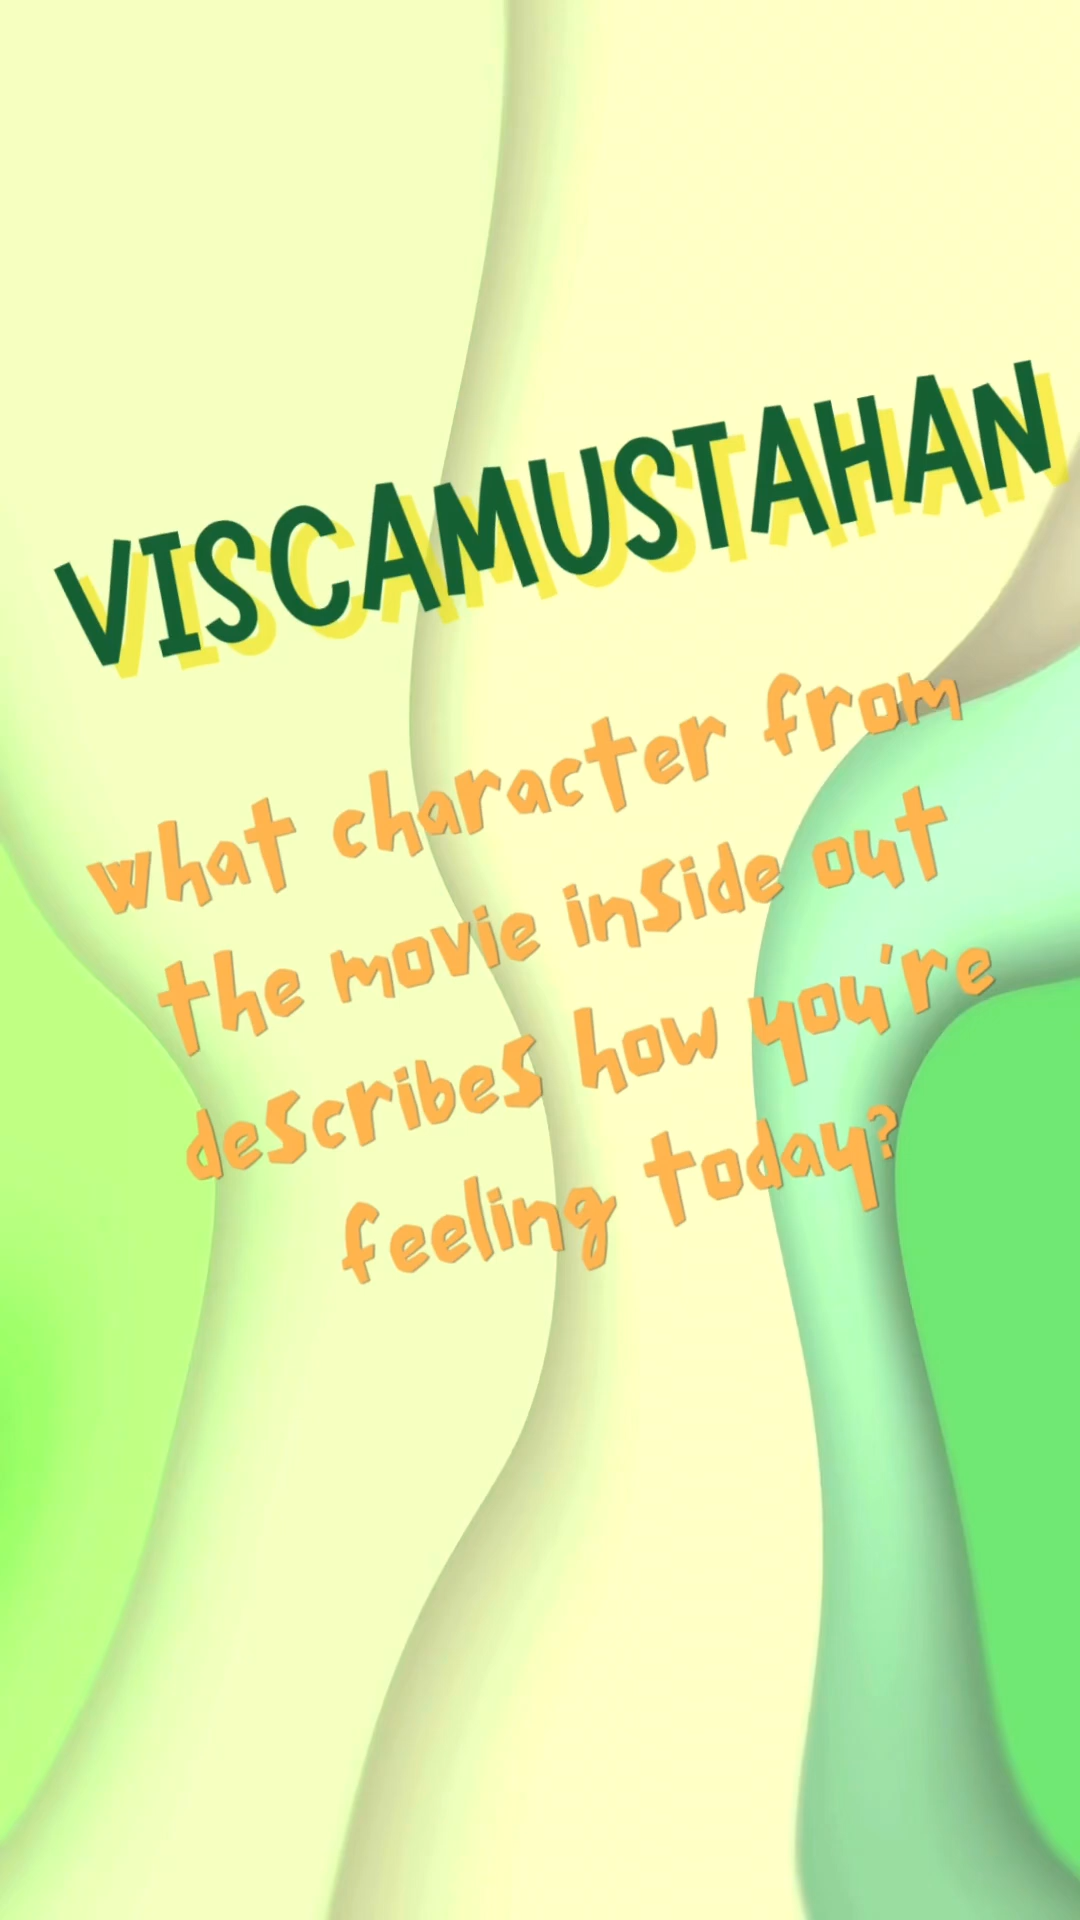 VISCAMUSTAHAN
what character from
the movie inside out
describes how you're
feeling today?